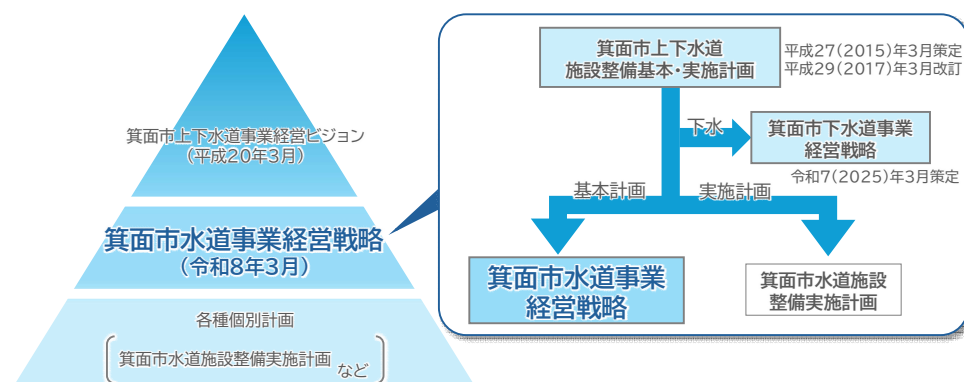 箕面市上下水道事業経営ビジョン
（平成20年3月）
箕面市水道事業経営戦略
（令和8年3月）
各種個別計画
箕面市水道施設整備実施計画 など
箕面市上下水道
施設整備基本・実施計画
平成27(2015)年3月策定
平成29(2017)年3月改訂
下水
箕面市下水道事業
経営戦略
令和7(2025)年3月策定
基本計画
実施計画
箕面市水道事業
経営戦略
箕面市水道施設
整備実施計画